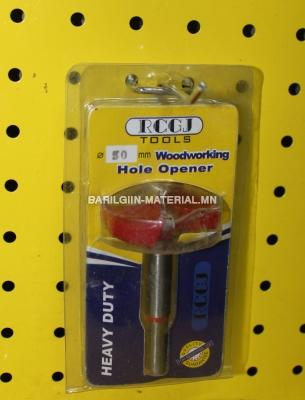 RCGJ
TOOLS
Ø 50 mm Woodworking
Hole Opener
BARILGIIN-MATERIAL.MN
HEAVY DUTY
RCGJ